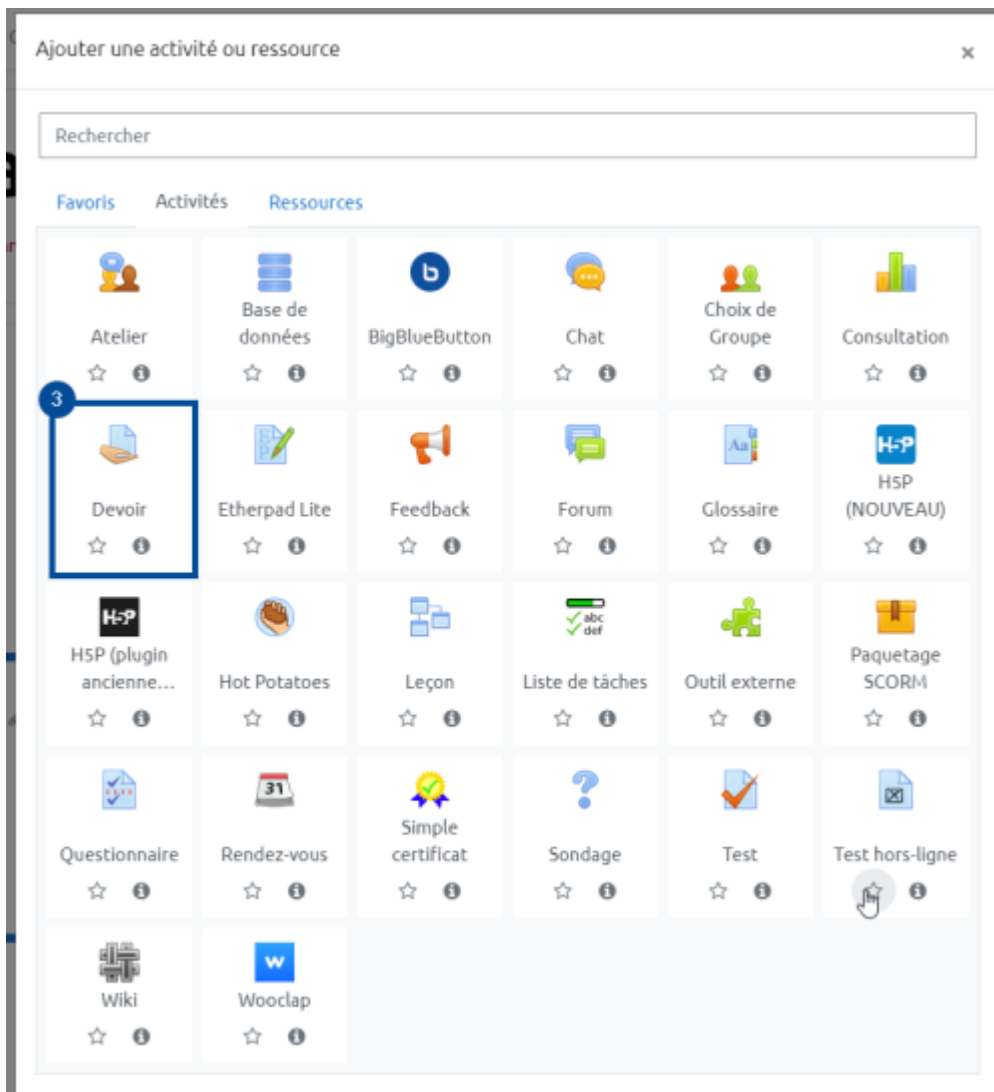 Ajouter une activité ou ressource
×
Rechercher
Favoris Activités Ressources
Atelier
Base de
données
BigBlueButton
Chat
Choix de
Groupe
Consultation
3
Devoir
Etherpad Lite
Feedback
Forum
Glossaire
H5P
H5P
(NOUVEAU)
H5P
H5P (plugin
ancienne...
Hot Potatoes
Leçon
abc
def
Liste de tâches
Outil externe
Paquetage
SCORM
Questionnaire
31
Rendez-vous
Simple
certificat
Sondage
Test
Test hors-ligne
Wiki
w
Wooclap